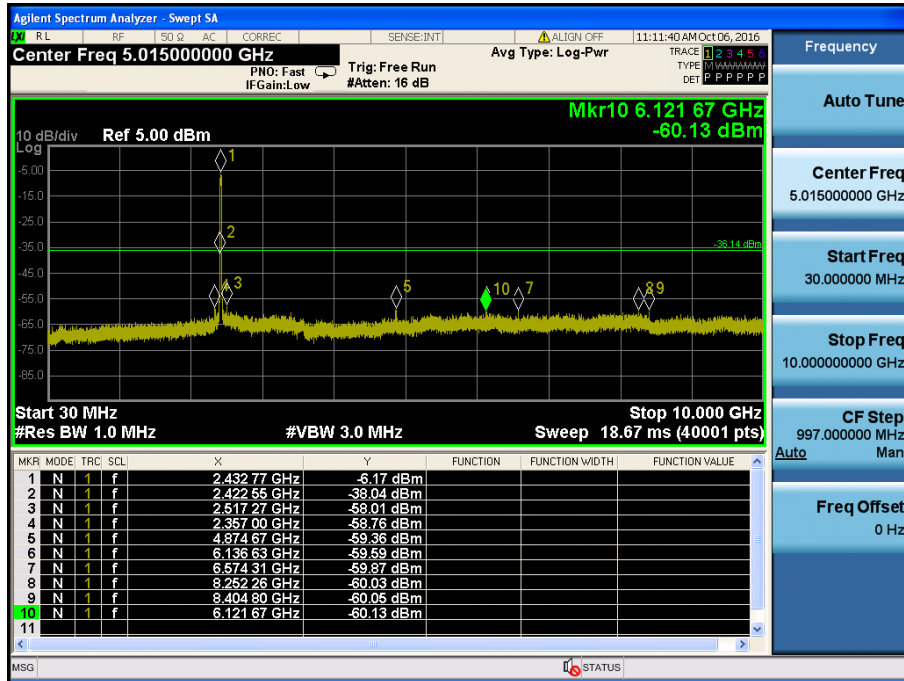 Agilent Spectrum Analyzer - Swept SA
LXI RL RF 50 Ω AC CORREC SENSE:INT ALIGN OFF 11:11:40 AM Oct 06, 2016
Center Freq 5.015000000 GHz
PNO: Fast
IFGain:Low
Trig: Free Run
#Atten: 16 dB
Avg Type: Log-Pwr
TRACE 1 2 3 4 5 6
TYPE M WWWWW
DET P P P P P P
Mkr10 6.121 67 GHz
-60.13 dBm
10 dB/div Ref 5.00 dBm
Log
-5.00
-15.0
-25.0
-35.0
-45.0
-55.0
-65.0
-75.0
-85.0
-36.14 dBm
1
2
3
5
10
7
8
9
Start 30 MHz
Stop 10.000 GHz
#Res BW 1.0 MHz #VBW 3.0 MHz Sweep 18.67 ms (40001 pts)
MKR MODE TRC SCL X Y FUNCTION FUNCTION WIDTH FUNCTION VALUE
1 N 1 f 2.432 77 GHz -6.17 dBm
2 N 1 f 2.422 55 GHz -38.04 dBm
3 N 1 f 2.517 27 GHz -58.01 dBm
4 N 1 f 2.357 00 GHz -58.76 dBm
5 N 1 f 4.874 67 GHz -59.36 dBm
6 N 1 f 6.136 63 GHz -59.59 dBm
7 N 1 f 6.574 31 GHz -59.87 dBm
8 N 1 f 8.252 26 GHz -60.03 dBm
9 N 1 f 8.404 80 GHz -60.05 dBm
10 N 1 f 6.121 67 GHz -60.13 dBm
11
MSG
STATUS
Frequency
Auto Tune
Center Freq
5.015000000 GHz
Start Freq
30.000000 MHz
Stop Freq
10.000000000 GHz
CF Step
997.000000 MHz
Auto Man
Freq Offset
0 Hz